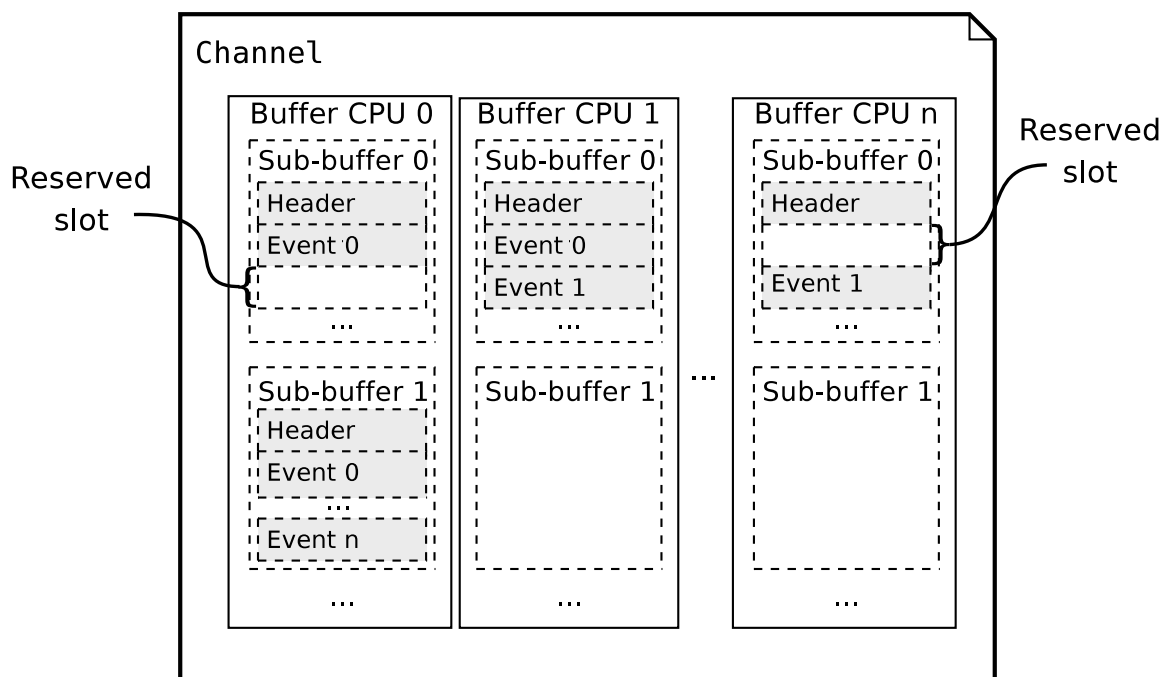 Channel
Buffer CPU 0
Sub-buffer 0
Header
Event 0
...
Sub-buffer 1
Header
Event 0
...
Event n
...
Buffer CPU 1
Sub-buffer 0
Header
Event 0
Event 1
...
Sub-buffer 1
...
...
Buffer CPU n
Sub-buffer 0
Header
Event 1
...
Sub-buffer 1
...
Reserved
slot
Reserved
slot